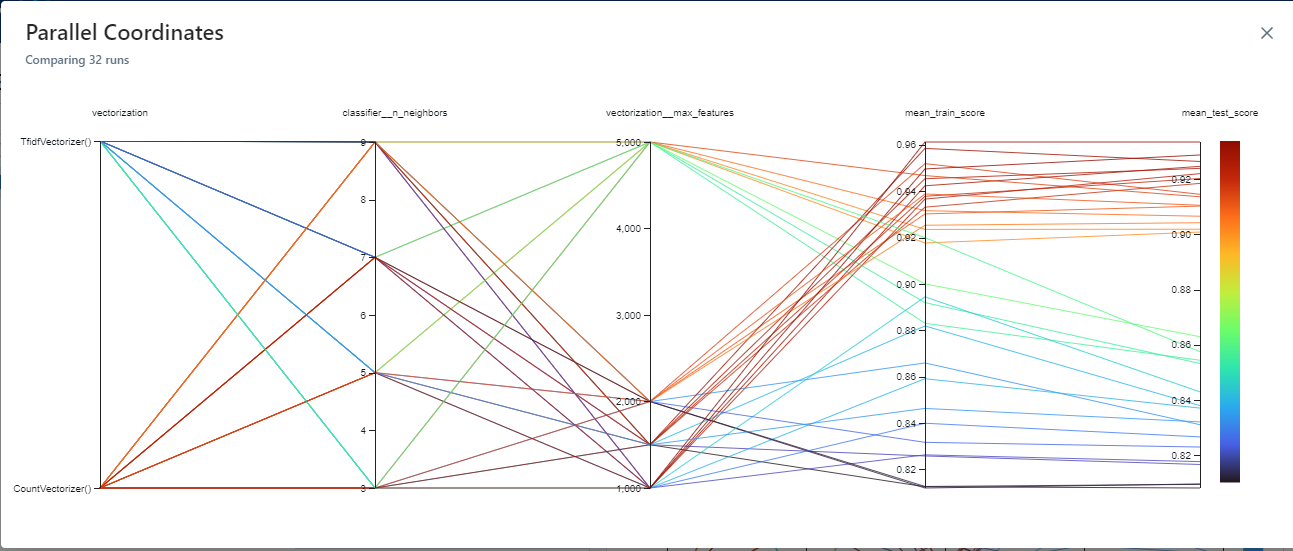 Parallel Coordinates
Comparing 32 runs
vectorization
classifier__n_neighbors
vectorization__max_features
mean_train_score
mean_test_score
TfidfVectorizer()
CountVectorizer()
9
8
7
6
5
4
3
5,000
4,000
3,000
2,000
1,000
0.96
0.94
0.92
0.90
0.88
0.86
0.84
0.82
0.92
0.90
0.88
0.86
0.84
0.82